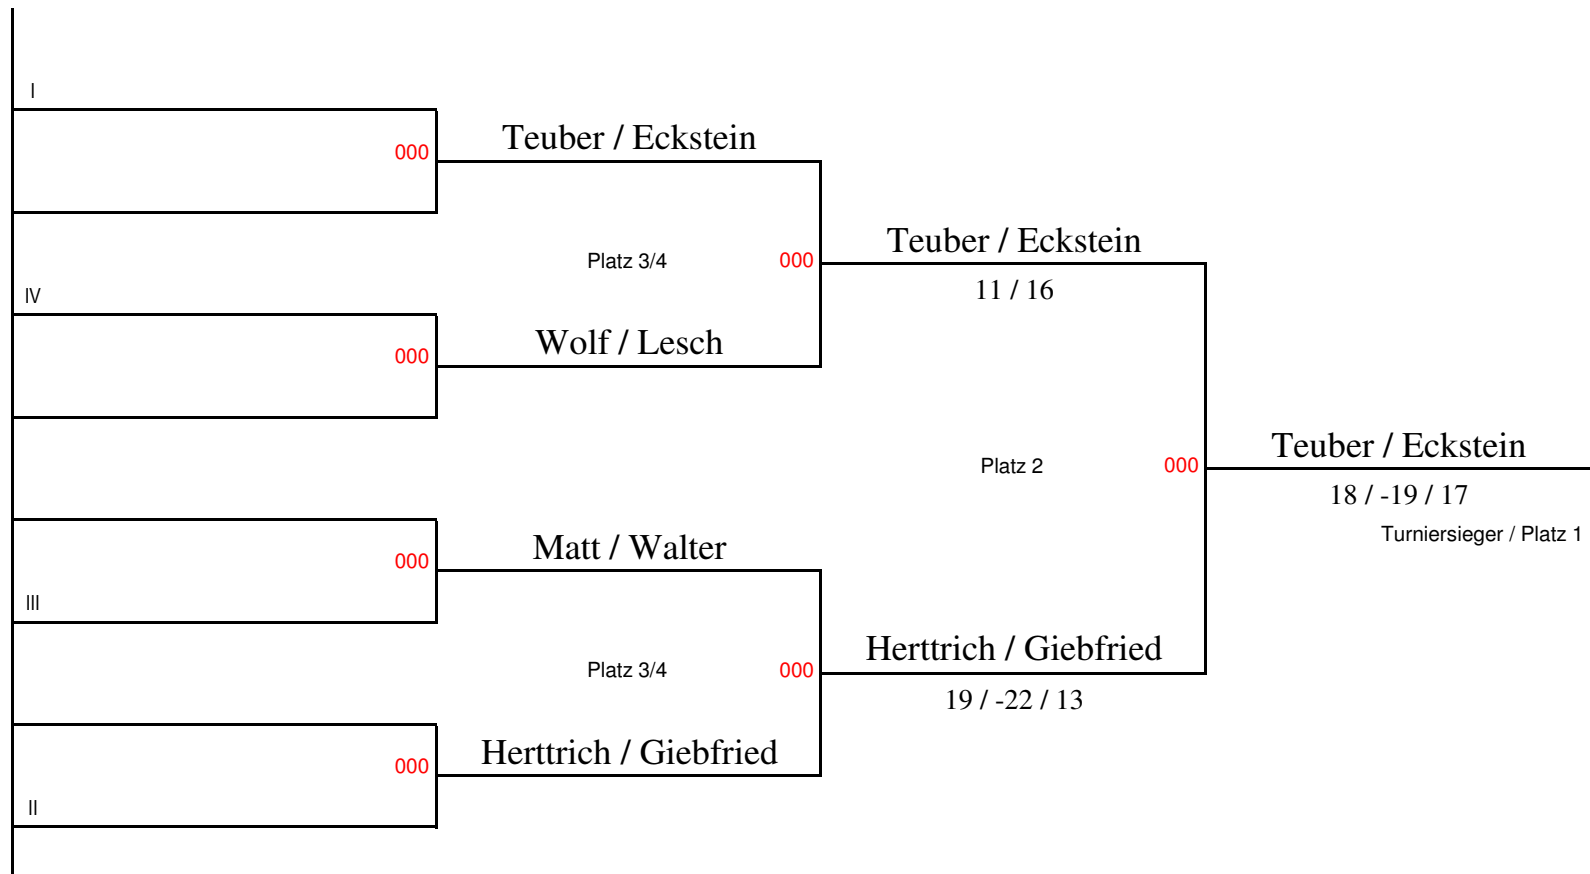 I
000
Teuber / Eckstein
Platz 3/4
000
Teuber / Eckstein
11 / 16
IV
000
Wolf / Lesch
Platz 2
000
Teuber / Eckstein
18 / -19 / 17
Turniersieger / Platz 1
000
Matt / Walter
III
Platz 3/4
000
Herttrich / Giebfried
19 / -22 / 13
000
Herttrich / Giebfried
II